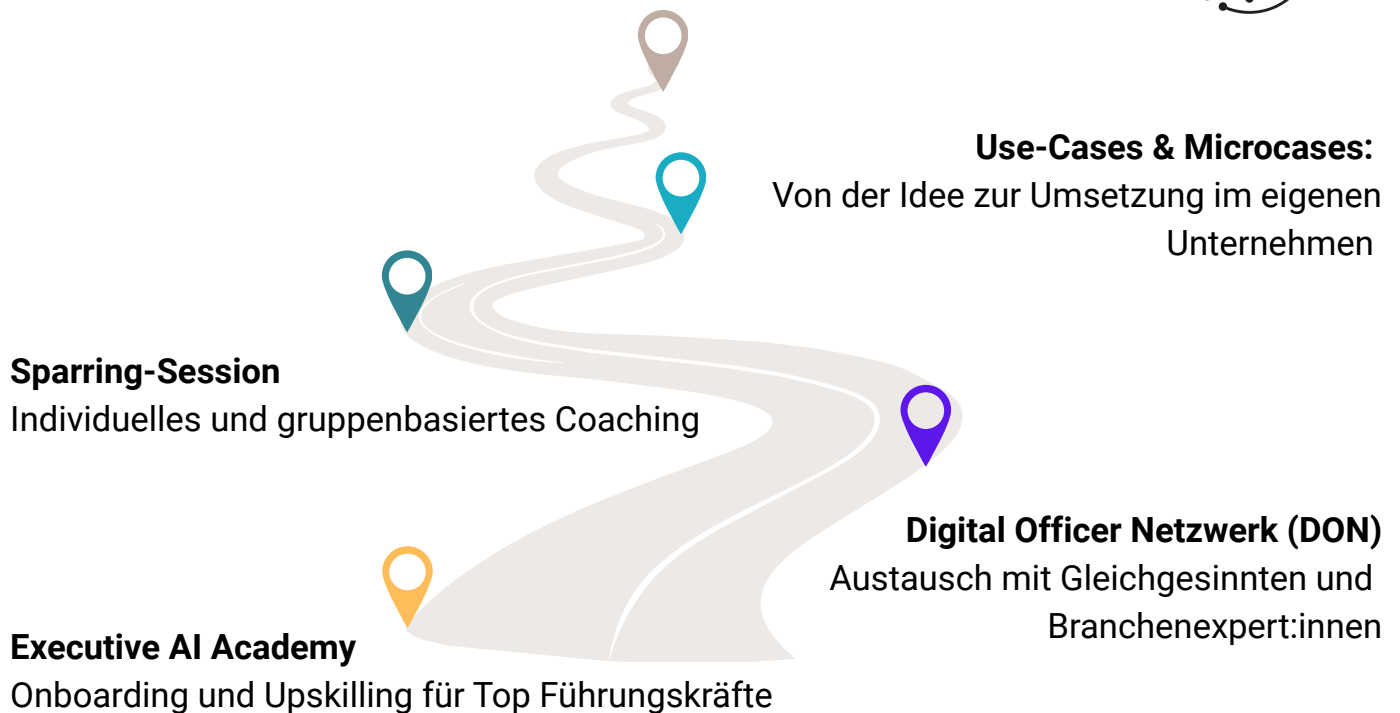 Use-Cases & Microcases:
Von der Idee zur Umsetzung im eigenen
Unternehmen
Sparring-Session
Individuelles und gruppenbasiertes Coaching
Digital Officer Netzwerk (DON)
Austausch mit Gleichgesinnten und
Branchenexpert:innen
Executive AI Academy
Onboarding und Upskilling für Top Führungskräfte